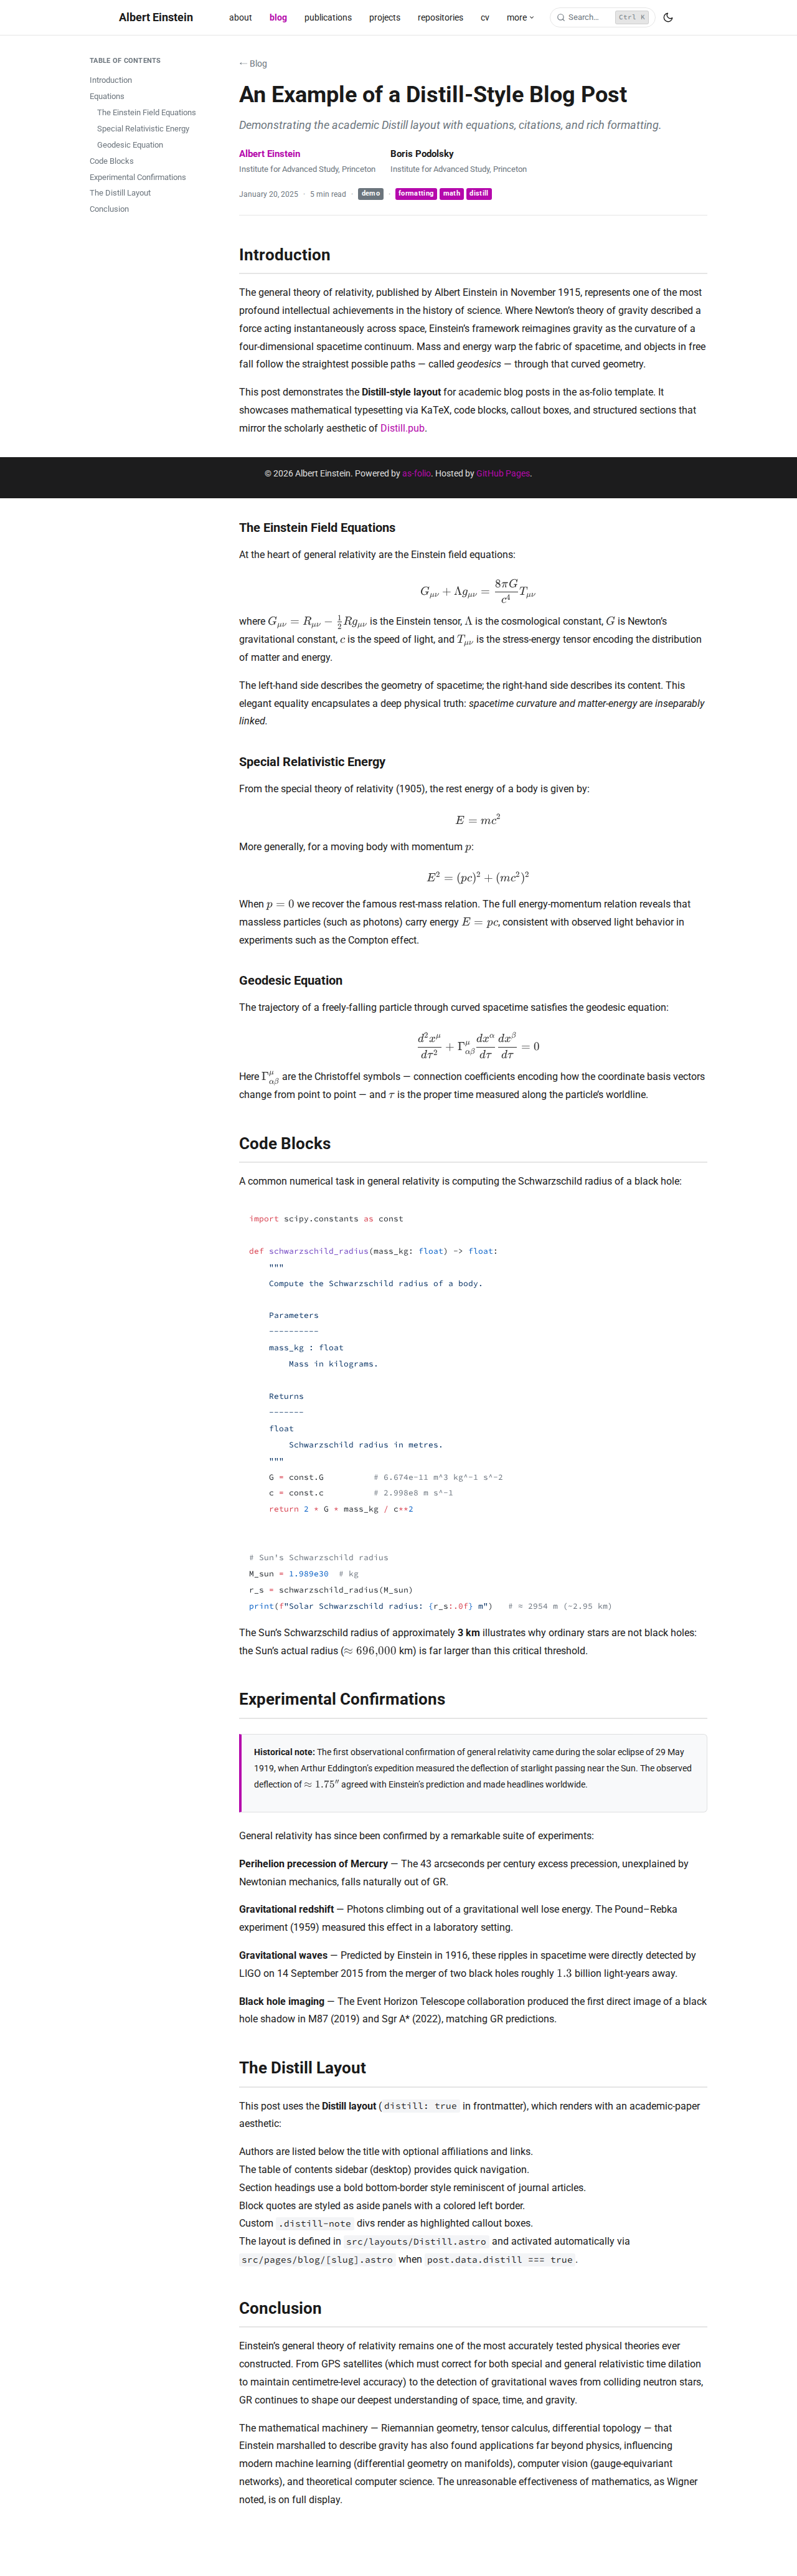 Albert Einstein about blog publications projects repositories cv more Search... Ctrl K
TABLE OF CONTENTS
Introduction
Equations
The Einstein Field Equations
Special Relativistic Energy
Geodesic Equation
Code Blocks
Experimental Confirmations
The Distill Layout
Conclusion
← Blog
An Example of a Distill-Style Blog Post
Demonstrating the academic Distill layout with equations, citations, and rich formatting.
Albert Einstein Boris Podolsky
Institute for Advanced Study, Princeton Institute for Advanced Study, Princeton
January 20, 2025 · 5 min read · demo · formatting math distill
Introduction
The general theory of relativity, published by Albert Einstein in November 1915, represents one of the most
profound intellectual achievements in the history of science. Where Newton’s theory of gravity described a
force acting instantaneously across space, Einstein’s framework reimagines gravity as the curvature of a
four-dimensional spacetime continuum. Mass and energy warp the fabric of spacetime, and objects in free
fall follow the straightest possible paths — called geodesics — through that curved geometry.
This post demonstrates the Distill-style layout for academic blog posts in the as-folio template. It
showcases mathematical typesetting via KaTeX, code blocks, callout boxes, and structured sections that
mirror the scholarly aesthetic of Distill.pub.
© 2026 Albert Einstein. Powered by as-folio. Hosted by GitHub Pages.
The Einstein Field Equations
At the heart of general relativity are the Einstein field equations:
G_μν + Λg_μν = 8πG/c⁴ T_μν
where G_μν = R_μν − ½Rg_μν is the Einstein tensor, Λ is the cosmological constant, G is Newton’s
gravitational constant, c is the speed of light, and T_μν is the stress-energy tensor encoding the distribution
of matter and energy.
The left-hand side describes the geometry of spacetime; the right-hand side describes its content. This
elegant equality encapsulates a deep physical truth: spacetime curvature and matter-energy are inseparably
linked.
Special Relativistic Energy
From the special theory of relativity (1905), the rest energy of a body is given by:
E = mc²
More generally, for a moving body with momentum p:
E² = (pc)² + (mc²)²
When p = 0 we recover the famous rest-mass relation. The full energy-momentum relation reveals that
massless particles (such as photons) carry energy E = pc, consistent with observed light behavior in
experiments such as the Compton effect.
Geodesic Equation
The trajectory of a freely-falling particle through curved spacetime satisfies the geodesic equation:
d²x^μ/dτ² + Γ^μ_αβ dx^α/dτ dx^β/dτ = 0
Here Γ^μ_αβ are the Christoffel symbols — connection coefficients encoding how the coordinate basis vectors
change from point to point — and τ is the proper time measured along the particle’s worldline.
Code Blocks
A common numerical task in general relativity is computing the Schwarzschild radius of a black hole:
import scipy.constants as const
def schwarzschild_radius(mass_kg: float) -> float:
"""
Compute the Schwarzschild radius of a body.
Parameters
----------
mass_kg : float
Mass in kilograms.
Returns
-------
float
Schwarzschild radius in metres.
"""
G = const.G # 6.674e-11 m^3 kg^-1 s^-2
c = const.c # 2.998e8 m s^-1
return 2 * G * mass_kg / c**2
# Sun's Schwarzschild radius
M_sun = 1.989e30 # kg
r_s = schwarzschild_radius(M_sun)
print(f"Solar Schwarzschild radius: {r_s:.0f} m") # ≈ 2954 m (~2.95 km)
The Sun’s Schwarzschild radius of approximately 3 km illustrates why ordinary stars are not black holes:
the Sun’s actual radius (≈ 696,000 km) is far larger than this critical threshold.
Experimental Confirmations
Historical note: The first observational confirmation of general relativity came during the solar eclipse of 29 May
1919, when Arthur Eddington's expedition measured the deflection of starlight passing near the Sun. The observed
deflection of ≈ 1.75″ agreed with Einstein's prediction and made headlines worldwide.
General relativity has since been confirmed by a remarkable suite of experiments:
Perihelion precession of Mercury — The 43 arcseconds per century excess precession, unexplained by
Newtonian mechanics, falls naturally out of GR.
Gravitational redshift — Photons climbing out of a gravitational well lose energy. The Pound–Rebka
experiment (1959) measured this effect in a laboratory setting.
Gravitational waves — Predicted by Einstein in 1916, these ripples in spacetime were directly detected by
LIGO on 14 September 2015 from the merger of two black holes roughly 1.3 billion light-years away.
Black hole imaging — The Event Horizon Telescope collaboration produced the first direct image of a black
hole shadow in M87 (2019) and Sgr A* (2022), matching GR predictions.
The Distill Layout
This post uses the Distill layout (distill: true in frontmatter), which renders with an academic-paper
aesthetic:
Authors are listed below the title with optional affiliations and links.
The table of contents sidebar (desktop) provides quick navigation.
Section headings use a bold bottom-border style reminiscent of journal articles.
Block quotes are styled as aside panels with a colored left border.
Custom .distill-note divs render as highlighted callout boxes.
The layout is defined in src/layouts/Distill.astro and activated automatically via
src/pages/blog/[slug].astro when post.data.distill === true.
Conclusion
Einstein’s general theory of relativity remains one of the most accurately tested physical theories ever
constructed. From GPS satellites (which must correct for both special and general relativistic time dilation
to maintain centimetre-level accuracy) to the detection of gravitational waves from colliding neutron stars,
GR continues to shape our deepest understanding of space, time, and gravity.
The mathematical machinery — Riemannian geometry, tensor calculus, differential topology — that
Einstein marshalled to describe gravity has also found applications far beyond physics, influencing
modern machine learning (differential geometry on manifolds), computer vision (gauge-equivariant
networks), and theoretical computer science. The unreasonable effectiveness of mathematics, as Wigner
noted, is on full display.